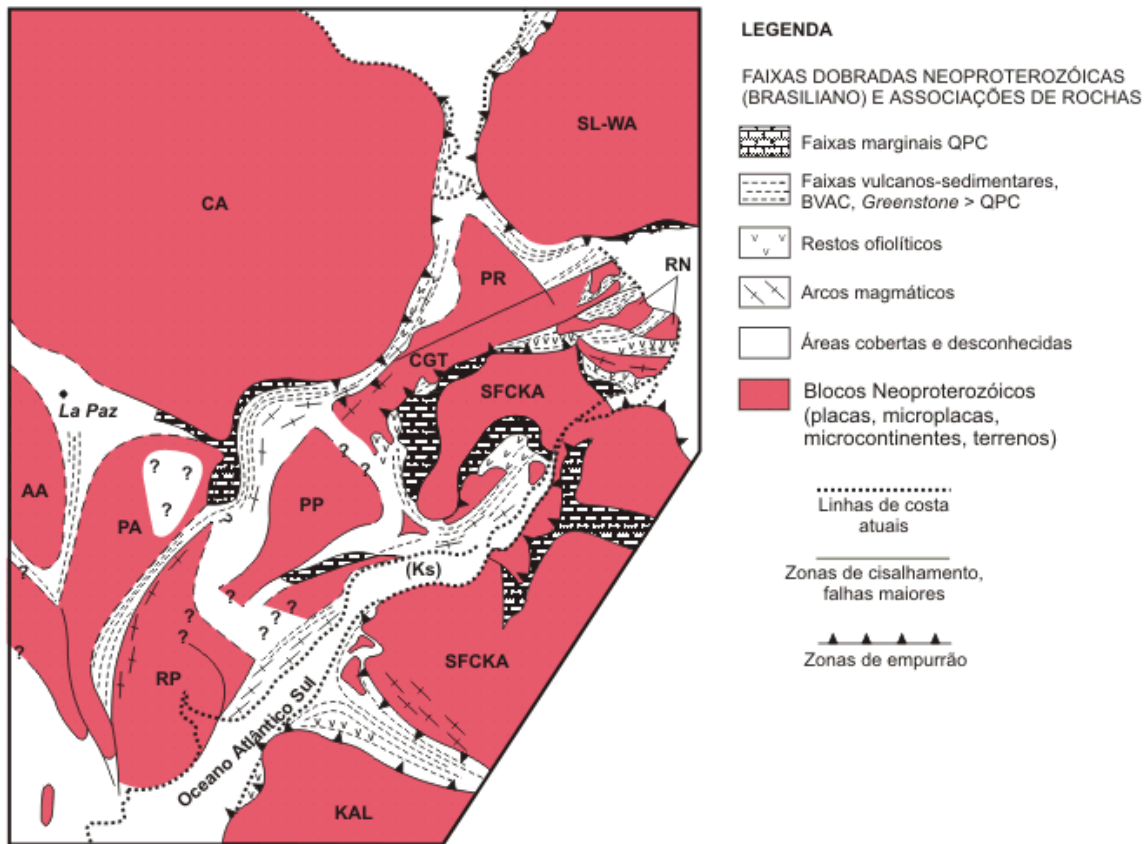 CA
SL-WA
PR
RN
CGT
SFCKA
La Paz
AA
PA
? ?
?
PP
?
?
?
(Ks)
?
?
?
?
?
?
?
RP
SFCKA
Oceano Atlântico Sul
KAL
LEGENDA
FAIXAS DOBRADAS NEOPROTEROZÓICAS
(BRASILIANO) E ASSOCIAÇÕES DE ROCHAS
Faixas marginais QPC
Faixas vulcanos-sedimentares,
BVAC, Greenstone > QPC
Restos ofiolíticos
Arcos magmáticos
Áreas cobertas e desconhecidas
Blocos Neoproterozóicos
(placas, microplacas,
microcontinentes, terrenos)
Linhas de costa
atuais
Zonas de cisalhamento,
falhas maiores
Zonas de empurrão